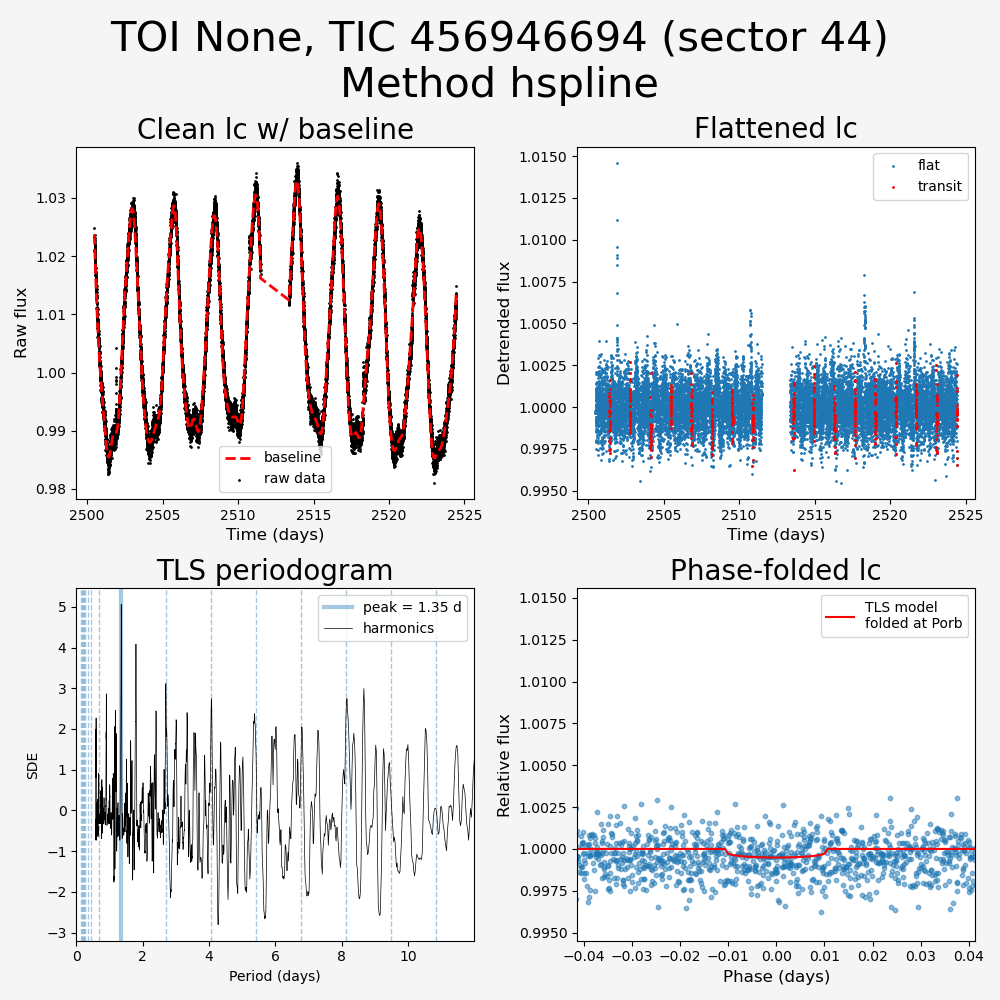 TOI None, TIC 456946694 (sector 44)
Method hspline
Clean lc w/ baseline
Raw flux
1.03
1.02
1.01
1.00
0.99
0.98
baseline
raw data
2500
2505
2510
2515
2520
2525
Time (days)
Flattened lc
Detrended flux
1.0150
1.0125
1.0100
1.0075
1.0050
1.0025
1.0000
0.9975
0.9950
flat
transit
2500
2505
2510
2515
2520
2525
Time (days)
TLS periodogram
SDE
5
4
3
2
1
0
−1
−2
−3
peak = 1.35 d
harmonics
0
2
4
6
8
10
Period (days)
Phase-folded lc
Relative flux
1.0150
1.0125
1.0100
1.0075
1.0050
1.0025
1.0000
0.9975
0.9950
TLS model
folded at Porb
−0.04
−0.03
−0.02
−0.01
0.00
0.01
0.02
0.03
0.04
Phase (days)